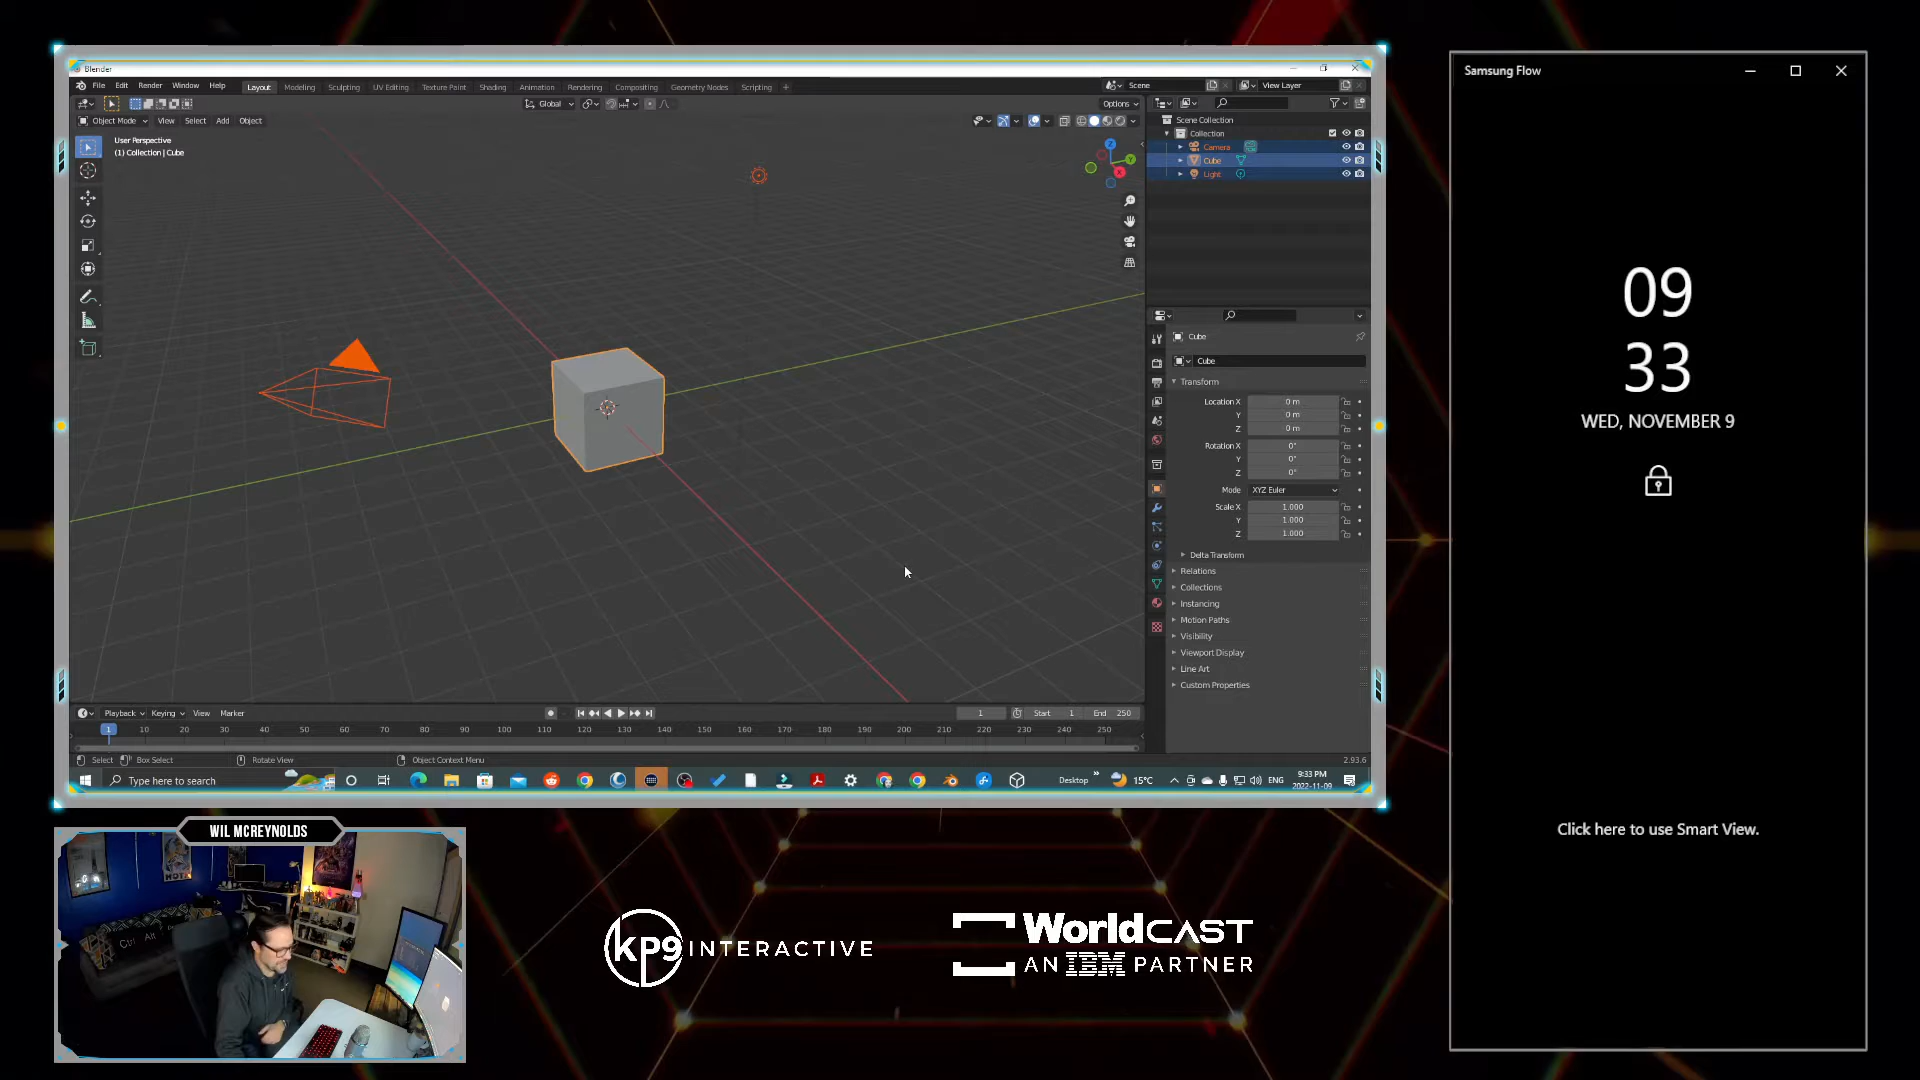 Blender
File Edit Render Window Help
Layout Modeling Sculpting UV Editing Texture Paint Shading Animation Rendering Compositing Geometry Nodes Scripting +
Scene
View Layer
Global
Options
Object Mode View Select Add Object
User Perspective
(1) Collection | Cube
Z
Y
X
Scene Collection
Collection
Camera
Cube
Light
Cube
Cube
Transform
Location X 0 m
Y 0 m
Z 0 m
Rotation X 0°
Y 0°
Z 0°
Mode XYZ Euler
Scale X 1.000
Y 1.000
Z 1.000
Delta Transform
Relations
Collections
Instancing
Motion Paths
Visibility
Viewport Display
Line Art
Custom Properties
Playback Keying View Marker
1 Start 1 End 250
1 10 20 30 40 50 60 70 80 90 100 110 120 130 140 150 160 170 180 190 200 210 220 230 240 250
Select Box Select Rotate View Object Context Menu 2.93.6
Type here to search
Desktop 15°C ENG
9:33 PM
2022-11-09
Samsung Flow
09
33
WED, NOVEMBER 9
Click here to use Smart View.
WIL MCREYNOLDS
Ctrl Alt
kp9 INTERACTIVE
WorldCAST
AN IBM PARTNER